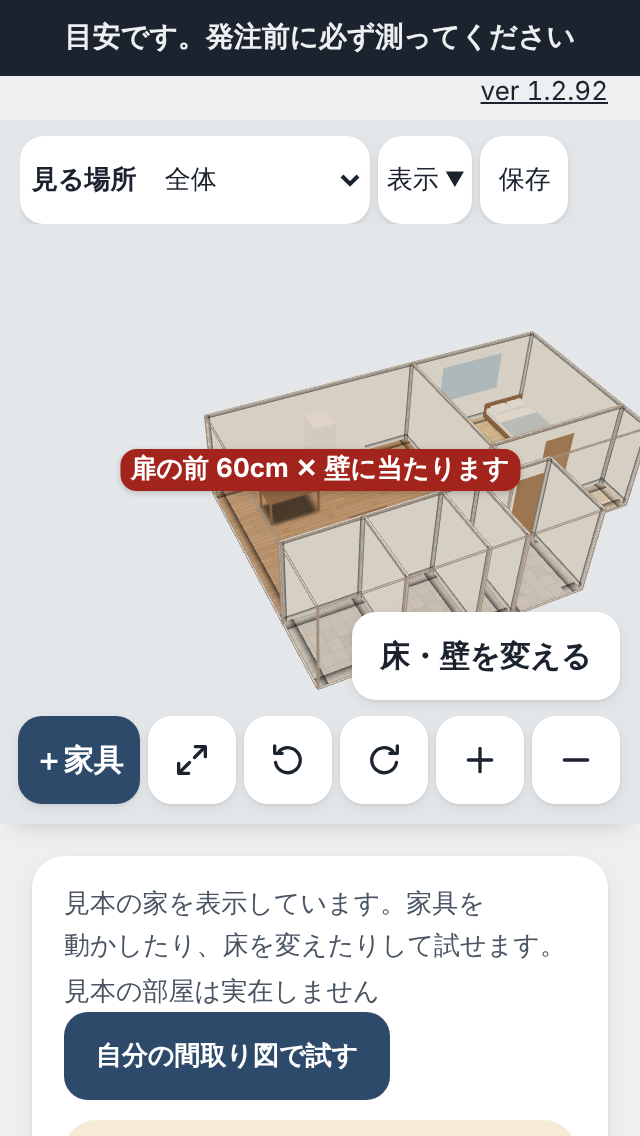 目安です。発注前に必ず測ってください
ver 1.2.92
見る場所 全体
表示 ▼
保存
扉の前 60cm ✕ 壁に当たります
床・壁を変える
＋家具
見本の家を表示しています。家具を
動かしたり、床を変えたりして試せます。
見本の部屋は実在しません
自分の間取り図で試す